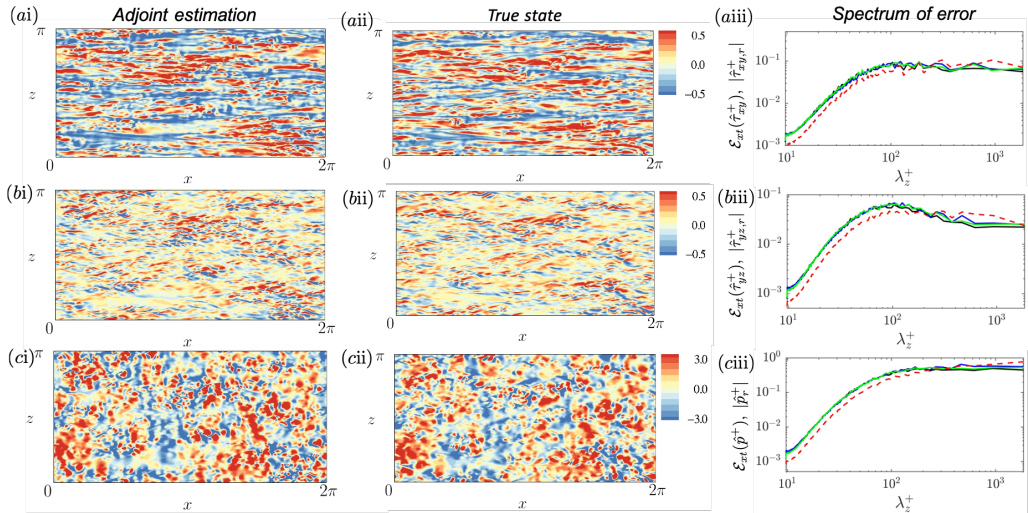 (ai) Adjoint estimation (aii) True state (aiii) Spectrum of error
π
z
0
x
2π
0
x
2π
0.5
0
−0.5
ℰxt(τ̂⁺xy), |τ̂⁺xy,r|
10⁻¹
10⁻²
10⁻³
10¹ 10² 10³
λz⁺
(bi) (bii) (biii)
π
z
0
x
2π
π
z
0
x
2π
0.5
0
−0.5
ℰxt(τ̂⁺yz), |τ̂⁺yz,r|
10⁻¹
10⁻²
10⁻³
10¹ 10² 10³
λz⁺
(ci) (cii) (ciii)
π
z
0
x
2π
π
z
0
x
2π
3.0
0.0
−3.0
ℰxt(p̂⁺), |p̂r⁺|
10⁰
10⁻¹
10⁻²
10⁻³
10¹ 10² 10³
λz⁺